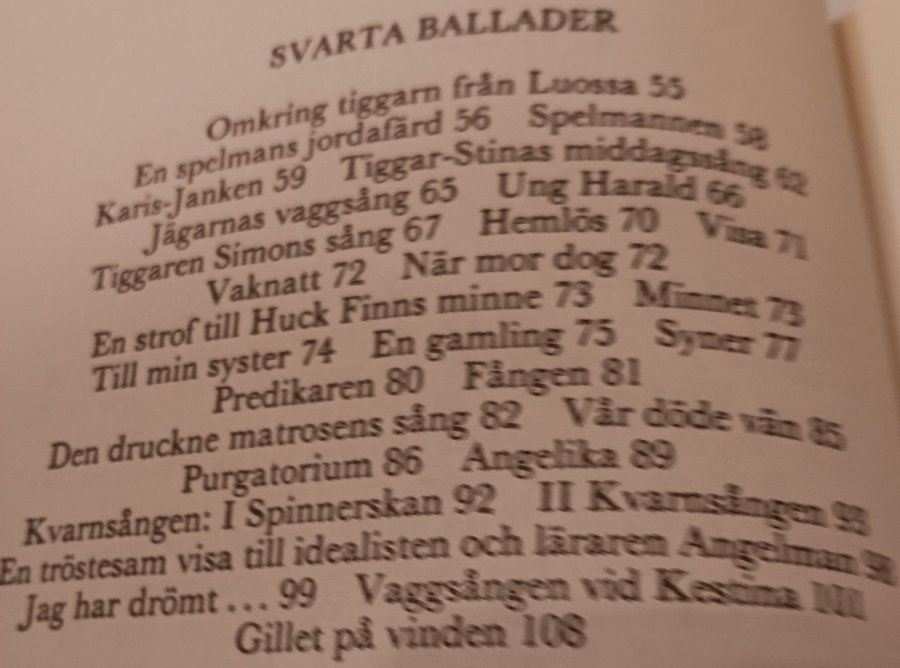 SVARTA BALLADER
Omkring tiggarn från Luossa 55
En spelmans jordafärd 56 Spelmannen 58
Karis-Janken 59 Tiggar-Stinas middagssång 62
Jägarnas vaggsång 65 Ung Harald 66
Tiggaren Simons sång 67 Hemlös 70 Visa 71
Vaknatt 72 När mor dog 72
En strof till Huck Finns minne 73 Minnet 73
Till min syster 74 En gamling 75 Syner 77
Predikaren 80 Fången 81
Den druckne matrosens sång 82 Vår döde vän 85
Purgatorium 86 Angelika 89
Kvarnsången: I Spinnerskan 92 II Kvarnsången
En tröstesam visa till idealisten och läraren Angelman
Jag har drömt ... 99 Vaggsången vid Kestina
Gillet på vinden 108